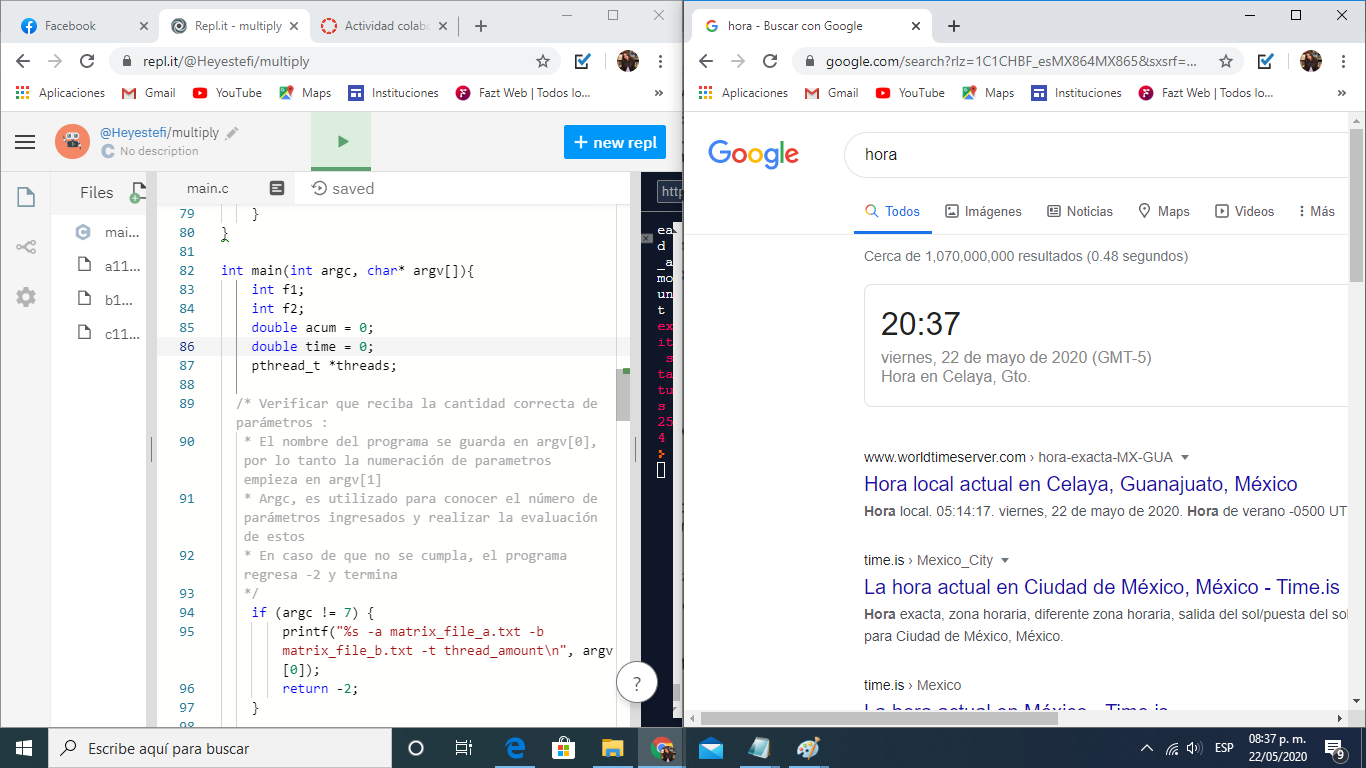 Facebook
Repl.it - multiply
Actividad colab
repl.it/@Heyestefi/multiply
Aplicaciones
Gmail
YouTube
Maps
Instituciones
Fazt Web | Todos lo...
»
@Heyestefi/multiply
C No description
+ new repl
Files
main.c
saved
mai...
a11...
b1...
c11...
79 }
80 }
81
82 int main(int argc, char* argv[]){
83 int f1;
84 int f2;
85 double acum = 0;
86 double time = 0;
87 pthread_t *threads;
88
89 /* Verificar que reciba la cantidad correcta de
parámetros :
90 * El nombre del programa se guarda en argv[0],
por lo tanto la numeración de parametros
empieza en argv[1]
91 * Argc, es utilizado para conocer el número de
parámetros ingresados y realizar la evaluación
de estos
92 * En caso de que no se cumpla, el programa
regresa -2 y termina
93 */
94 if (argc != 7) {
95 printf("%s -a matrix_file_a.txt -b
matrix_file_b.txt -t thread_amount\n", argv
[0]);
96 return -2;
97 }
98
?
http
ea
d
_a
mo
un
t
ex
it
s
ta
tu
s
25
4
hora - Buscar con Google
google.com/search?rlz=1C1CHBF_esMX864MX865&sxsrf=...
Aplicaciones
Gmail
YouTube
Maps
Instituciones
Fazt Web | Todos lo...
»
Google
hora
Todos
Imágenes
Noticias
Maps
Videos
Más
Cerca de 1,070,000,000 resultados (0.48 segundos)
20:37
viernes, 22 de mayo de 2020 (GMT-5)
Hora en Celaya, Gto.
www.worldtimeserver.com › hora-exacta-MX-GUA
Hora local actual en Celaya, Guanajuato, México
Hora local. 05:14:17. viernes, 22 de mayo de 2020. Hora de verano -0500 UT
time.is › Mexico_City
La hora actual en Ciudad de México, México - Time.is
Hora exacta, zona horaria, diferente zona horaria, salida del sol/puesta del sol
para Ciudad de México, México.
time.is › Mexico
La hora actual en México - Time.is
Escribe aquí para buscar
ESP
08:37 p. m.
22/05/2020
9